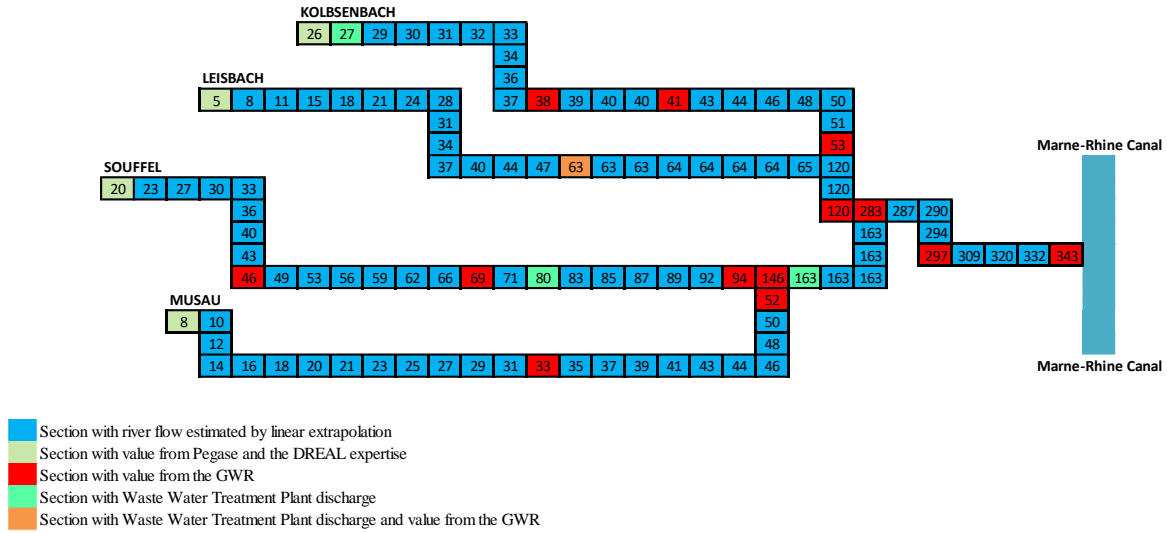 KOLBSENBACH
26 27 29 30 31 32 33
34
36
LEISBACH
5 8 11 15 18 21 24 28 37 38 39 40 40 41 43 44 46 48 50
31 51
34 53
Marne-Rhine Canal
37 40 44 47 63 63 63 64 64 64 64 65 120
SOUFFEL
20 23 27 30 33 120
36 120 283 287 290
40 163 294
43 163 297 309 320 332 343
46 49 53 56 59 62 66 69 71 80 83 85 87 89 92 94 146 163 163 163
MUSAU
52
8 10 50
12 48
14 16 18 20 21 23 25 27 29 31 33 35 37 39 41 43 44 46
Marne-Rhine Canal
Section with river flow estimated by linear extrapolation
Section with value from Pegase and the DREAL expertise
Section with value from the GWR
Section with Waste Water Treatment Plant discharge
Section with Waste Water Treatment Plant discharge and value from the GWR